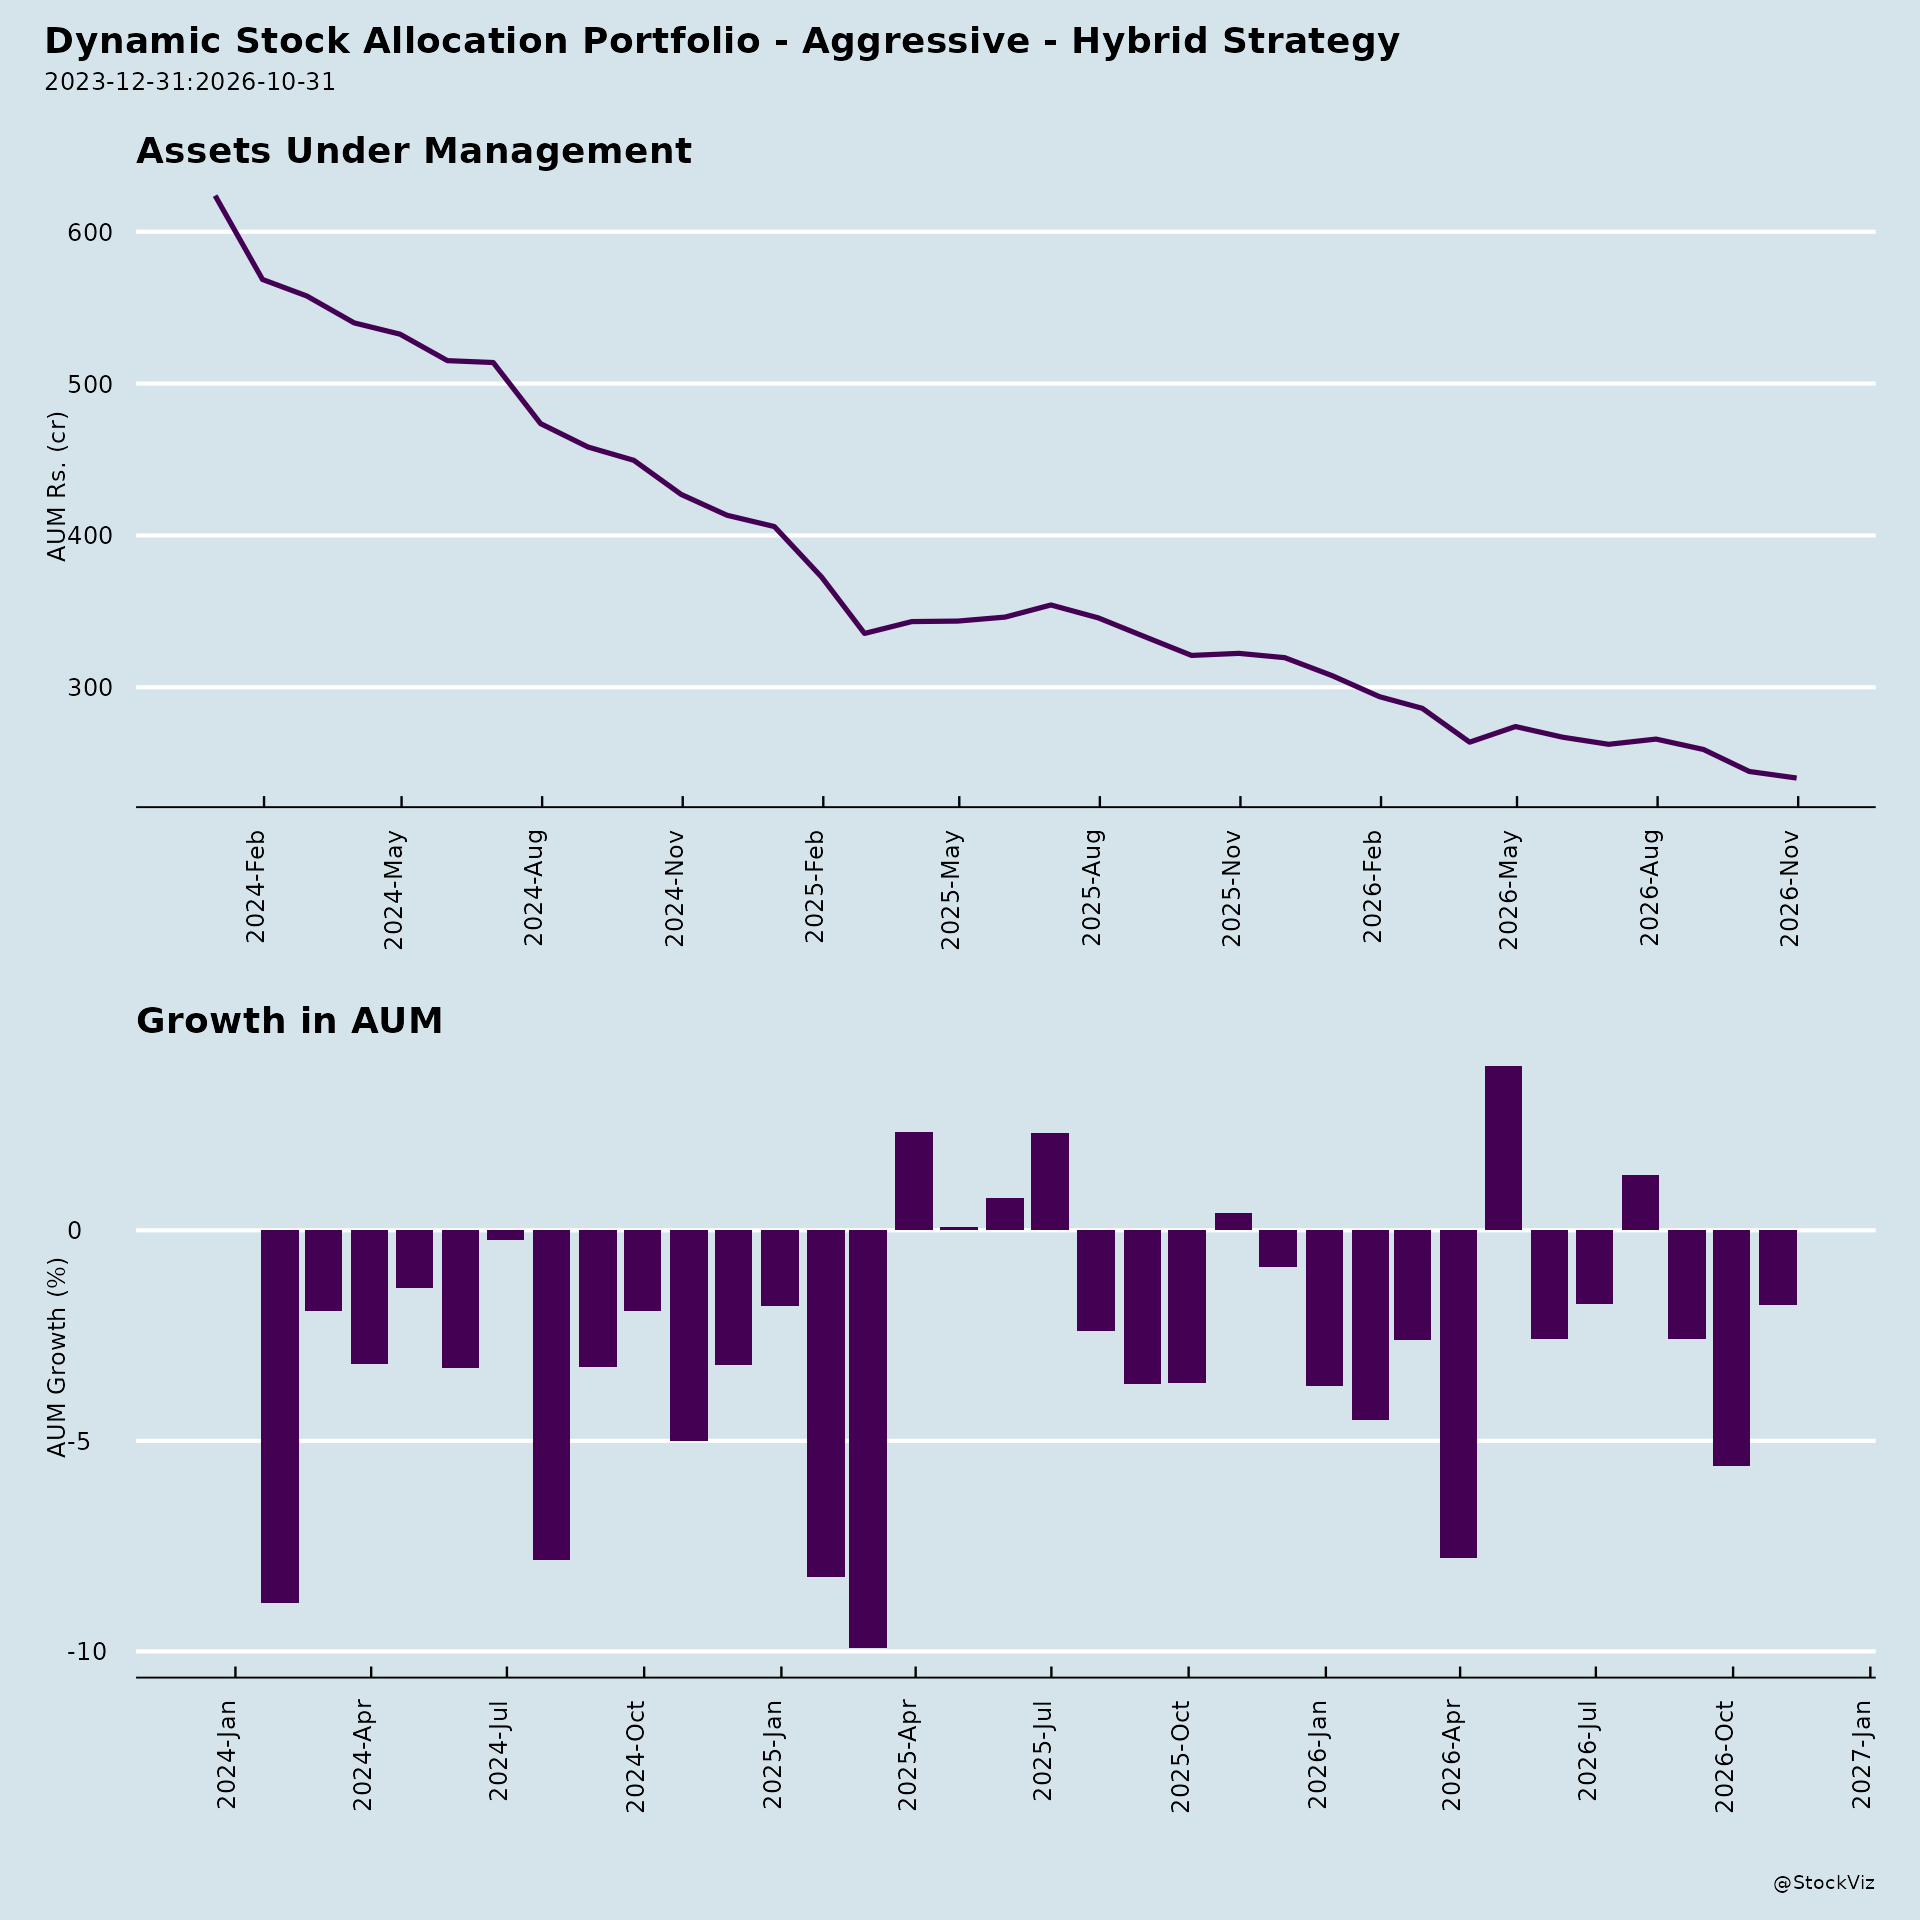 Dynamic Stock Allocation Portfolio - Aggressive - Hybrid Strategy
2023-12-31:2026-10-31
Assets Under Management
AUM Rs. (cr)
600
500
400
300
2024-Feb
2024-May
2024-Aug
2024-Nov
2025-Feb
2025-May
2025-Aug
2025-Nov
2026-Feb
2026-May
2026-Aug
2026-Nov
Growth in AUM
AUM Growth (%)
0
-5
-10
2024-Jan
2024-Apr
2024-Jul
2024-Oct
2025-Jan
2025-Apr
2025-Jul
2025-Oct
2026-Jan
2026-Apr
2026-Jul
2026-Oct
2027-Jan
@StockViz